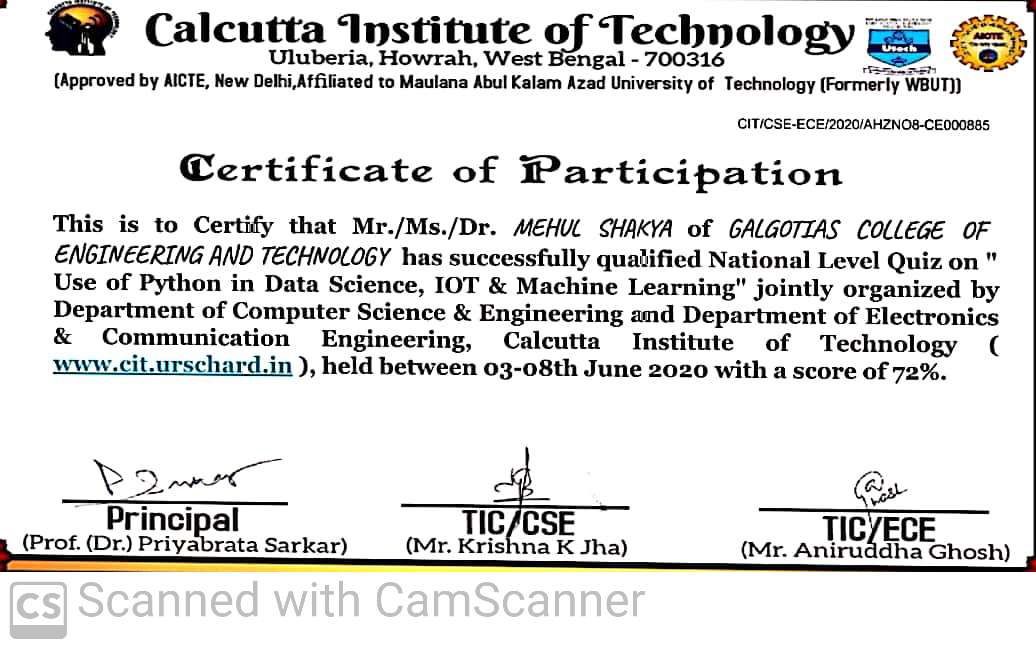 Calcutta Institute of Technology
Uluberia, Howrah, West Bengal - 700316
(Approved by AICTE, New Delhi,Affiliated to Maulana Abul Kalam Azad University of Technology (Formerly WBUT))
Utech
AICTE
CIT/CSE-ECE/2020/AHZNO8-CE000885
Certificate of Participation
This is to Certify that Mr./Ms./Dr. MEHUL SHAKYA of GALGOTIAS COLLEGE OF
ENGINEERING AND TECHNOLOGY has successfully qualified National Level Quiz on "
Use of Python in Data Science, IOT & Machine Learning" jointly organized by
Department of Computer Science & Engineering and Department of Electronics
& Communication Engineering, Calcutta Institute of Technology (
www.cit.urschard.in ), held between 03-08th June 2020 with a score of 72%.
Principal
(Prof. (Dr.) Priyabrata Sarkar)
TIC/CSE
(Mr. Krishna K Jha)
TIC/ECE
(Mr. Aniruddha Ghosh)
CS Scanned with CamScanner